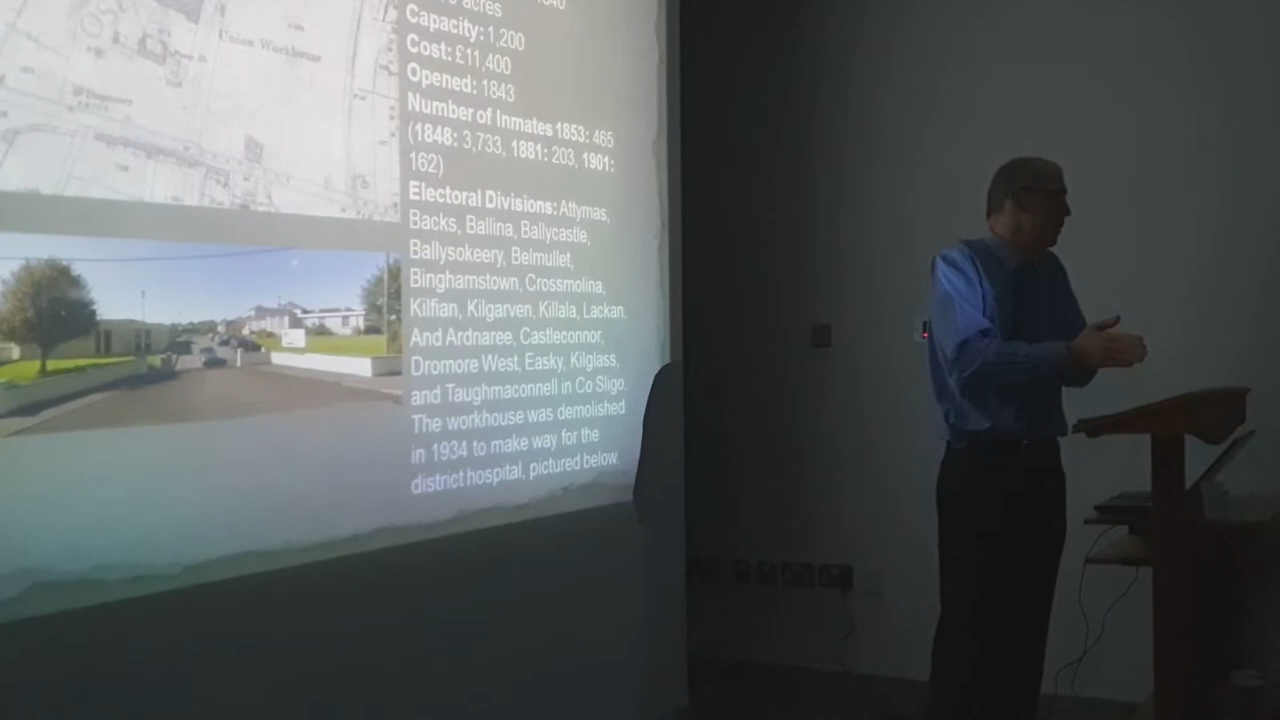 Union Workhouse
acres
Capacity: 1,200
Cost: £11,400
Opened: 1843
Number of Inmates 1853: 465
(1848: 3,733, 1881: 203, 1901:
162)
Electoral Divisions: Attymas,
Backs, Ballina, Ballycastle,
Ballysokeery, Belmullet,
Binghamstown, Crossmolina,
Kilfian, Kilgarven, Killala, Lackan.
And Ardnaree, Castleconnor,
Dromore West, Easky, Kilglass,
and Taughmaconnell in Co Sligo.
The workhouse was demolished
in 1934 to make way for the
district hospital, pictured below.